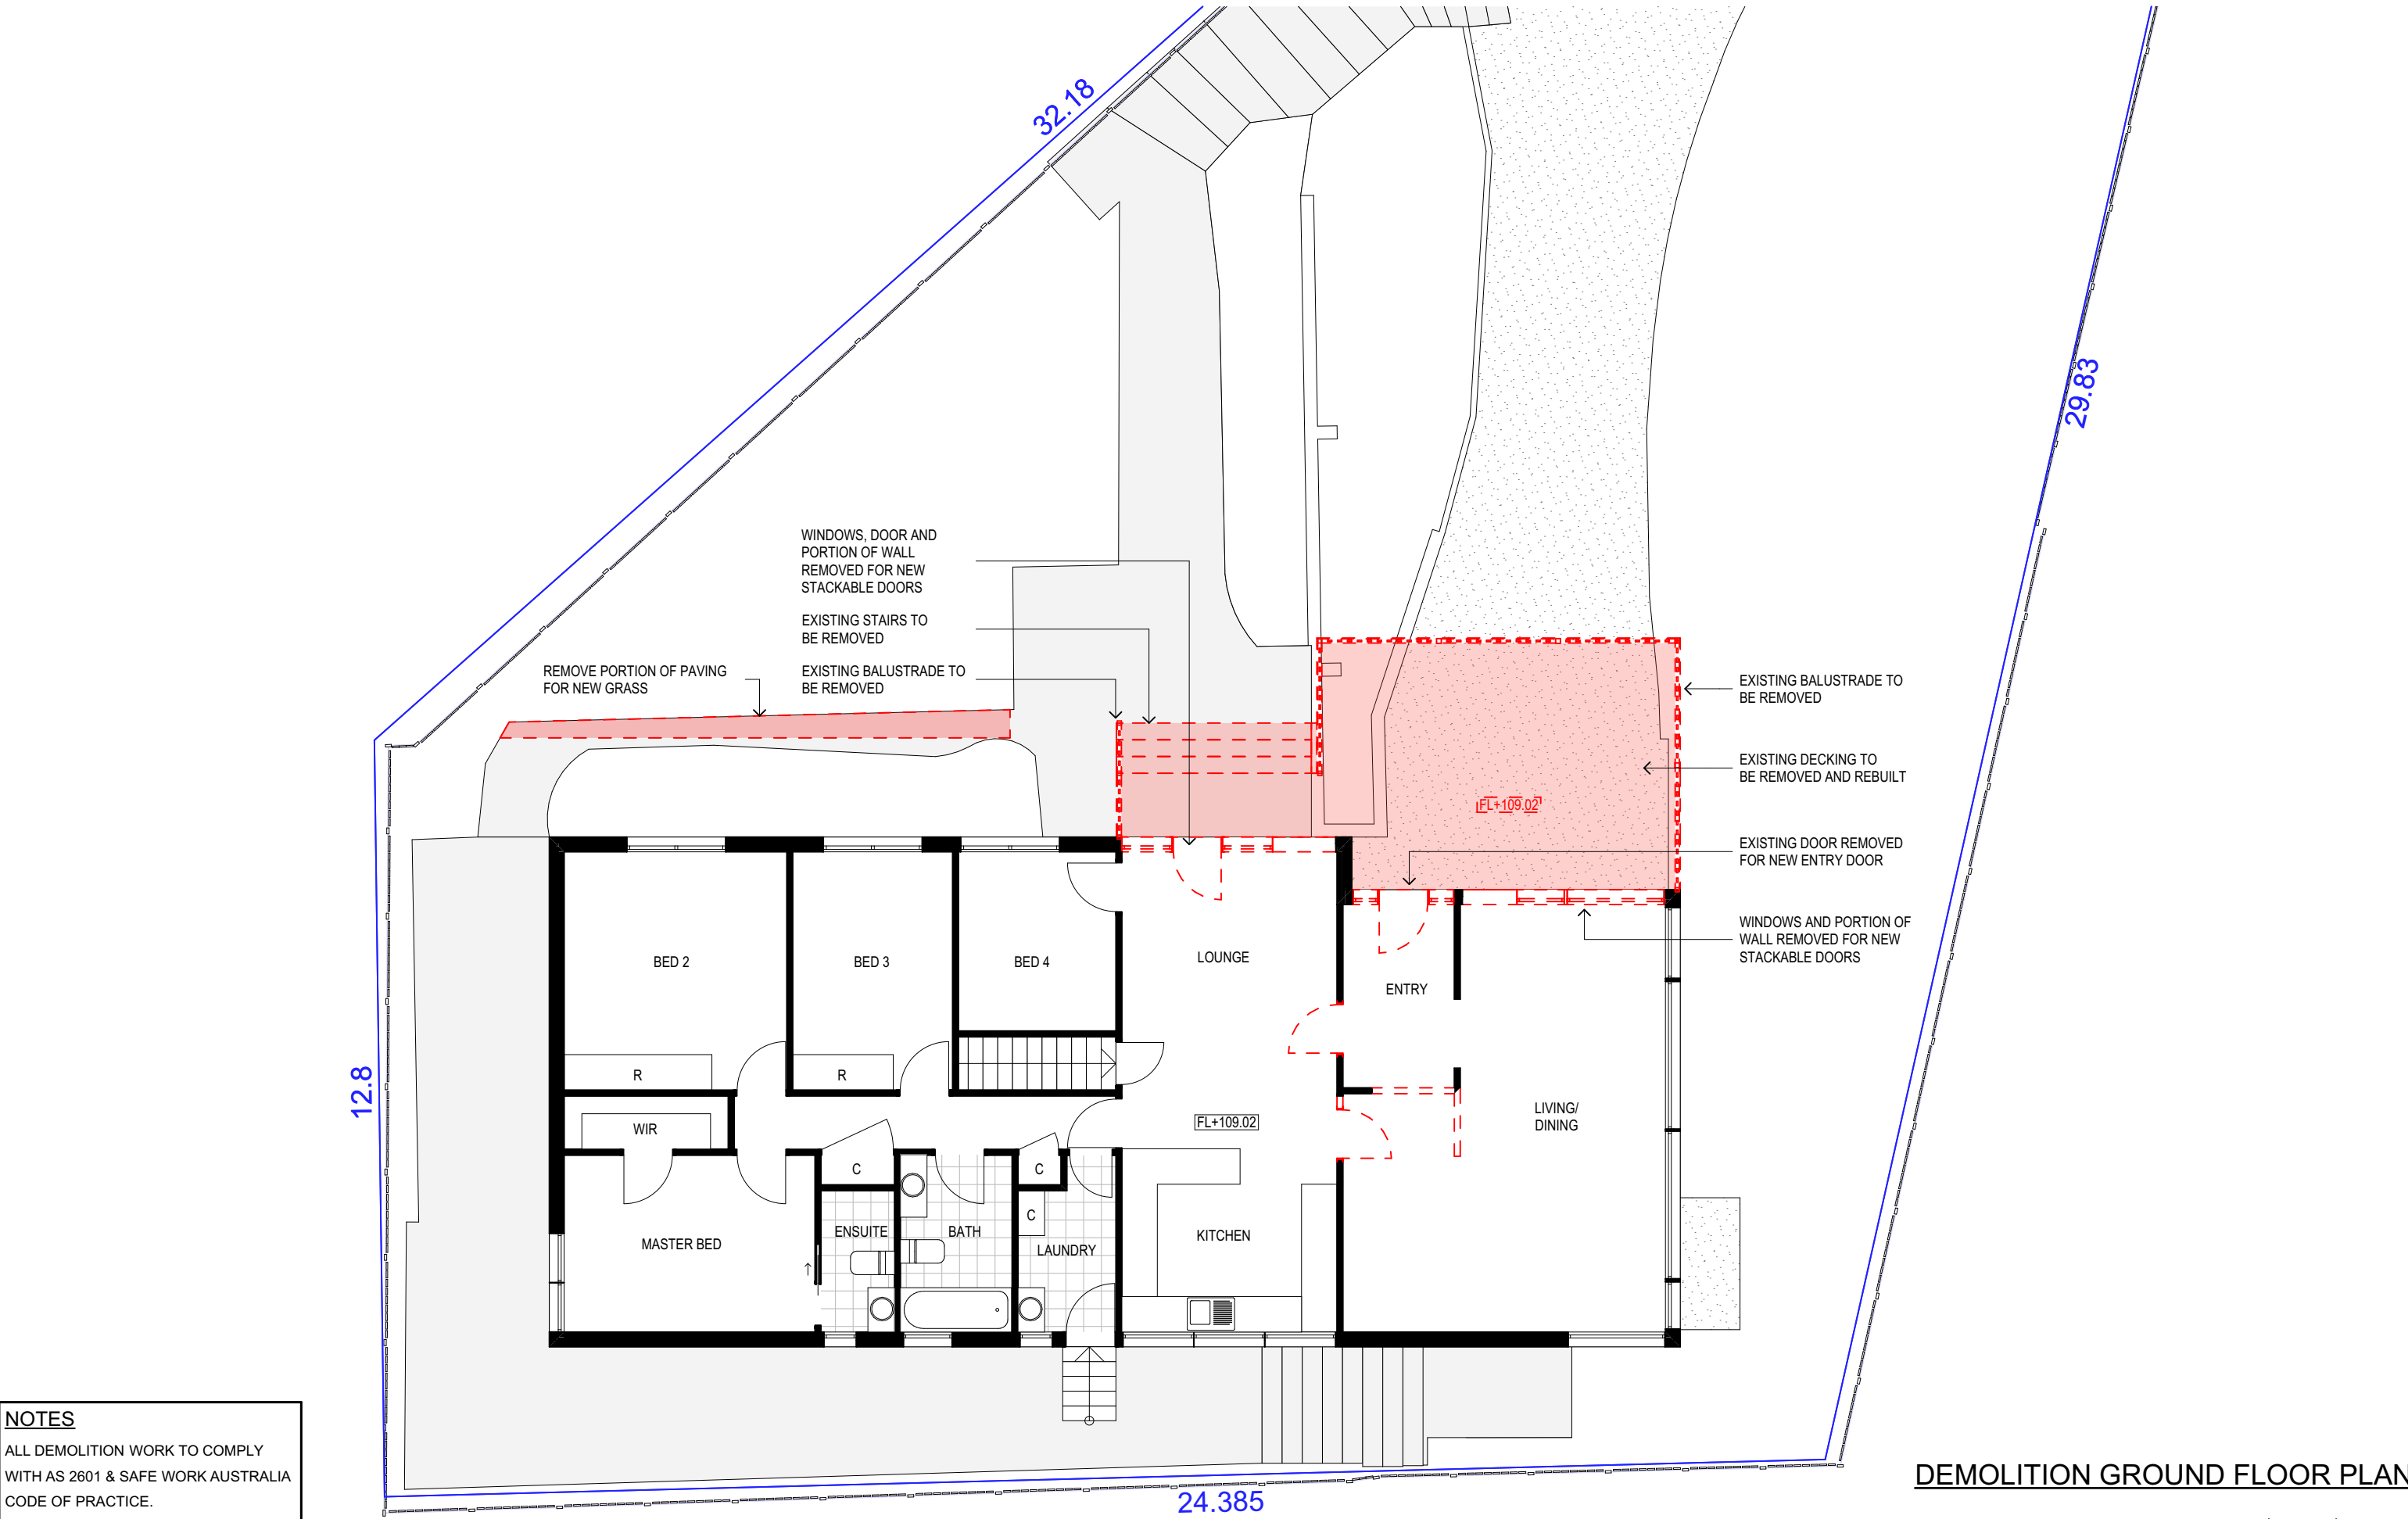 32.18
29.83
WINDOWS, DOOR AND
PORTION OF WALL
REMOVED FOR NEW
STACKABLE DOORS
EXISTING STAIRS TO
BE REMOVED
REMOVE PORTION OF PAVING
FOR NEW GRASS
EXISTING BALUSTRADE TO
BE REMOVED
EXISTING BALUSTRADE TO
BE REMOVED
EXISTING DECKING TO
BE REMOVED AND REBUILT
FL+109.02
EXISTING DOOR REMOVED
FOR NEW ENTRY DOOR
WINDOWS AND PORTION OF
WALL REMOVED FOR NEW
STACKABLE DOORS
BED 2
BED 3
BED 4
LOUNGE
ENTRY
R
R
12.8
WIR
FL+109.02
LIVING/
DINING
C
C
C
MASTER BED
ENSUITE
BATH
LAUNDRY
KITCHEN
NOTES
ALL DEMOLITION WORK TO COMPLY
WITH AS 2601 & SAFE WORK AUSTRALIA
CODE OF PRACTICE.
24.385
DEMOLITION GROUND FLOOR PLAN